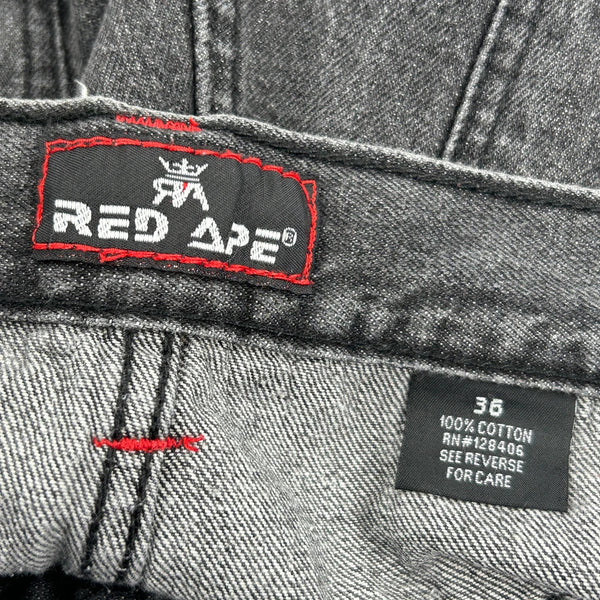 RA
RED APE®
36
100% COTTON
RN#128406
SEE REVERSE
FOR CARE